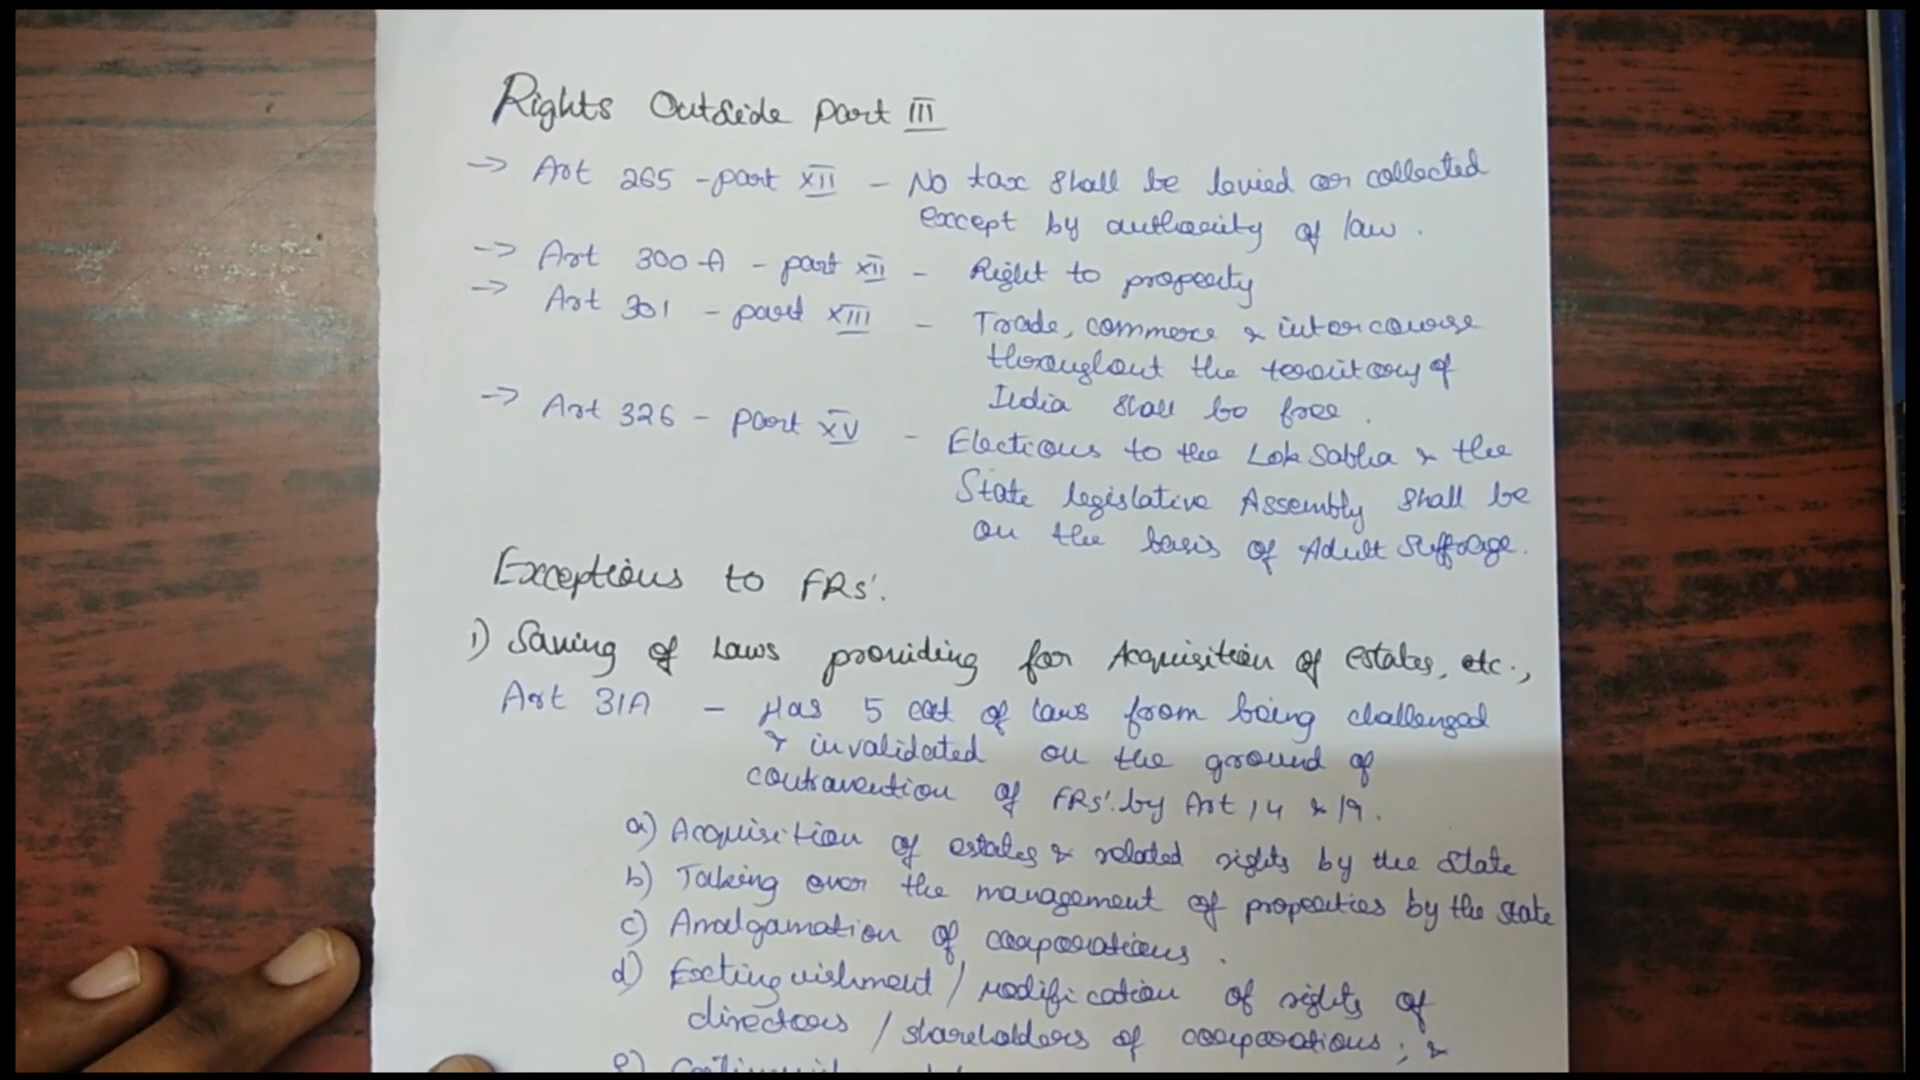 Rights Outside Part III
→ Art 265 - part XII - No tax shall be levied or collected
except by authority of law.
→ Art 300-A - part XII - Right to property
→ Art 301 - part XIII - Trade, commerce & intercourse
throughout the territory of
India shall be free.
→ Art 326 - Part XV - Elections to the Lok Sabha & the
State legislative Assembly shall be
on the basis of Adult Suffrage.
Exceptions to FRs'.
1) Saving of Laws providing for Acquisition of estates, etc.,
Art 31A - Has 5 cat of laws from being challenged
& invalidated on the ground of
contravention of FRs'. by Art 14 & 19.
a) Acquisition of estates & related rights by the State
b) Taking over the management of properties by the state
c) Amalgamation of corporations.
d) Extinguishment / modification of rights of
directors / shareholders of corporations; &
e)